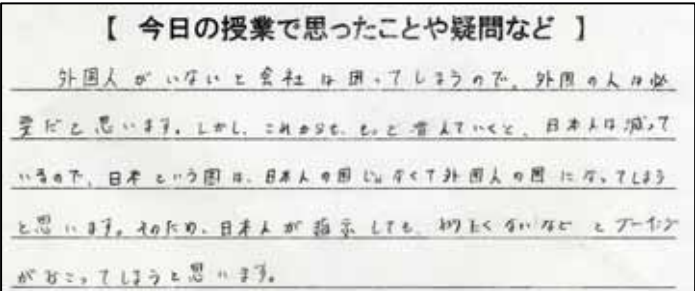 【 今日の授業で思ったことや疑問など 】
外国人がいないと会社は困ってしまうので、外国の人は必
要だと思います。しかし、これからも、もっと増えていくと、日本人は減って
いるので、日本という国は、日本人の国じゃなくて外国人の国になってしまう
と思います。そのため、日本人が指示しても、やりたくないなどとブーイング
がおこってしまうと思います。